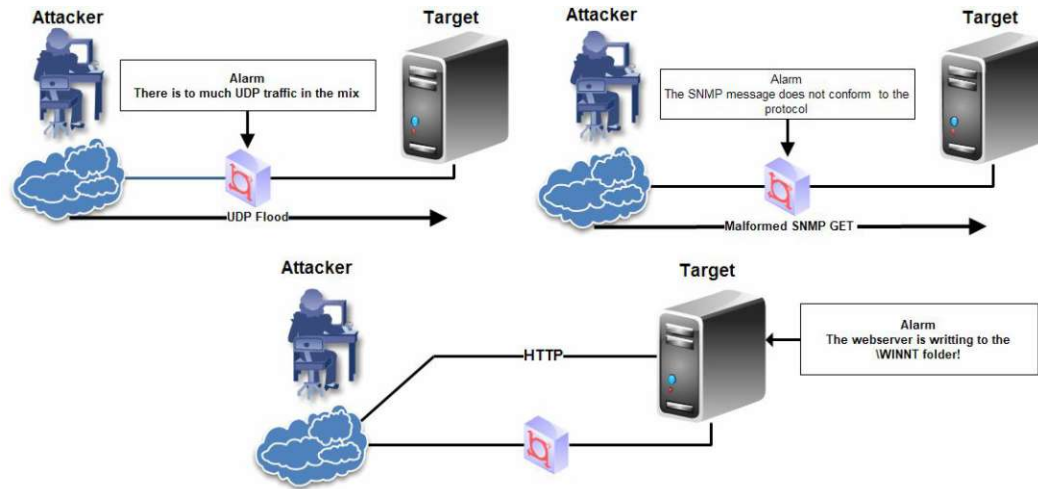 Attacker
Target
Alarm
There is to much UDP traffic in the mix
UDP Flood
Attacker
Target
Alarm
The SNMP message does not conform to the
protocol
Malformed SNMP GET
Attacker
Target
Alarm
The webserver is writting to the
\WINNT folder!
HTTP